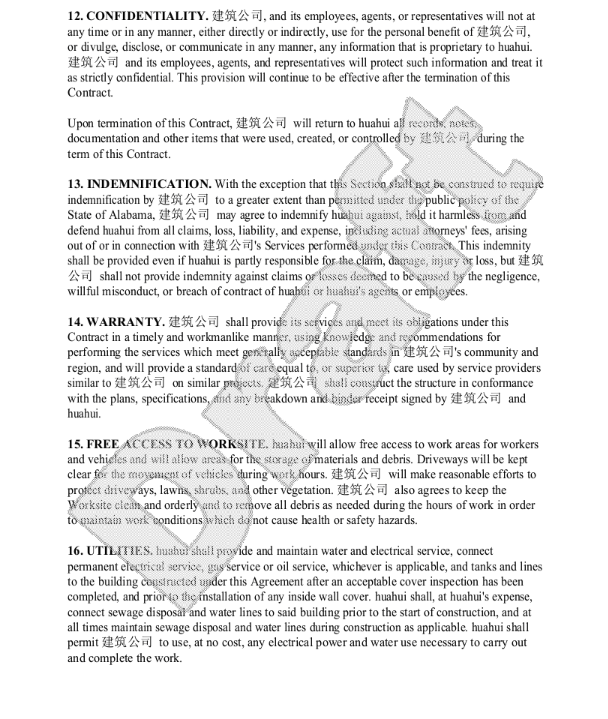 12. CONFIDENTIALITY. 建筑公司, and its employees, agents, or representatives will not at
any time or in any manner, either directly or indirectly, use for the personal benefit of 建筑公司,
or divulge, disclose, or communicate in any manner, any information that is proprietary to huahui.
建筑公司 and its employees, agents, and representatives will protect such information and treat it
as strictly confidential. This provision will continue to be effective after the termination of this
Contract.
Upon termination of this Contract, 建筑公司 will return to huahui all records, notes,
documentation and other items that were used, created, or controlled by 建筑公司 during the
term of this Contract.
13. INDEMNIFICATION. With the exception that this Section shall not be construed to require
indemnification by 建筑公司 to a greater extent than permitted under the public policy of the
State of Alabama, 建筑公司 may agree to indemnify huahui against, hold it harmless from and
defend huahui from all claims, loss, liability, and expense, including actual attorneys' fees, arising
out of or in connection with 建筑公司's Services performed under this Contract. This indemnity
shall be provided even if huahui is partly responsible for the claim, damage, injury or loss, but 建筑
公司 shall not provide indemnity against claims or losses deemed to be caused by the negligence,
willful misconduct, or breach of contract of huahui or huahui's agents or employees.
14. WARRANTY. 建筑公司 shall provide its services and meet its obligations under this
Contract in a timely and workmanlike manner, using knowledge and recommendations for
performing the services which meet generally acceptable standards in 建筑公司's community and
region, and will provide a standard of care equal to, or superior to, care used by service providers
similar to 建筑公司 on similar projects. 建筑公司 shall construct the structure in conformance
with the plans, specifications, and any breakdown and binder receipt signed by 建筑公司 and
huahui.
15. FREE ACCESS TO WORKSITE. huahui will allow free access to work areas for workers
and vehicles and will allow areas for the storage of materials and debris. Driveways will be kept
clear for the movement of vehicles during work hours. 建筑公司 will make reasonable efforts to
protect driveways, lawns, shrubs, and other vegetation. 建筑公司 also agrees to keep the
Worksite clean and orderly and to remove all debris as needed during the hours of work in order
to maintain work conditions which do not cause health or safety hazards.
16. UTILITIES. huahui shall provide and maintain water and electrical service, connect
permanent electrical service, gas service or oil service, whichever is applicable, and tanks and lines
to the building constructed under this Agreement after an acceptable cover inspection has been
completed, and prior to the installation of any inside wall cover. huahui shall, at huahui's expense,
connect sewage disposal and water lines to said building prior to the start of construction, and at
all times maintain sewage disposal and water lines during construction as applicable. huahui shall
permit 建筑公司 to use, at no cost, any electrical power and water use necessary to carry out
and complete the work.
Draft